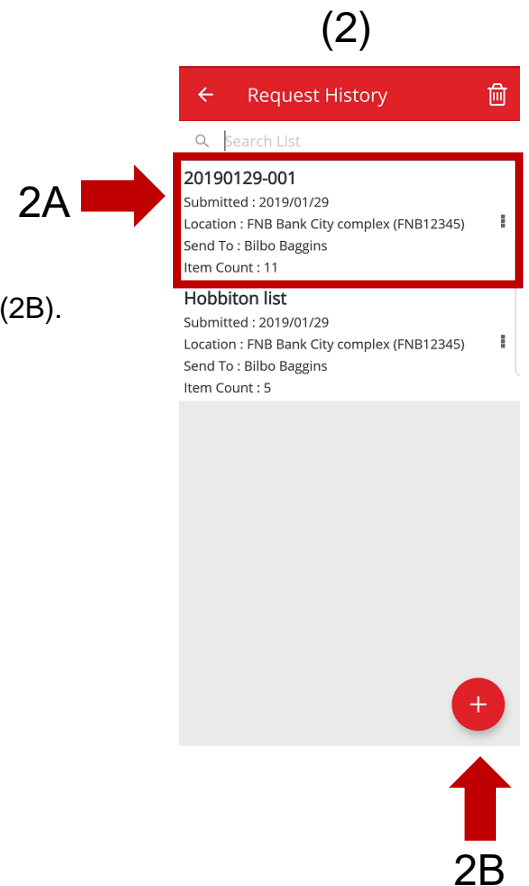 (2)
Request History
Search List
2A
20190129-001
Submitted : 2019/01/29
Location : FNB Bank City complex (FNB12345)
Send To : Bilbo Baggins
Item Count : 11
(2B).
Hobbiton list
Submitted : 2019/01/29
Location : FNB Bank City complex (FNB12345)
Send To : Bilbo Baggins
Item Count : 5
2B